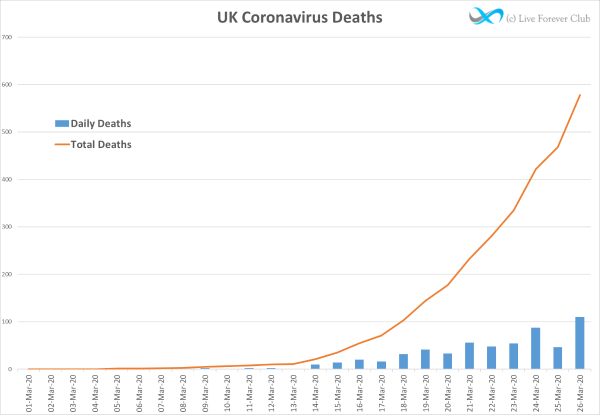 UK Coronavirus Deaths
(c) Live Forever Club
700
600
500
400
300
200
100
0
Daily Deaths
Total Deaths
01-Mar-20
02-Mar-20
03-Mar-20
04-Mar-20
05-Mar-20
06-Mar-20
07-Mar-20
08-Mar-20
09-Mar-20
10-Mar-20
11-Mar-20
12-Mar-20
13-Mar-20
14-Mar-20
15-Mar-20
16-Mar-20
17-Mar-20
18-Mar-20
19-Mar-20
20-Mar-20
21-Mar-20
22-Mar-20
23-Mar-20
24-Mar-20
25-Mar-20
26-Mar-20